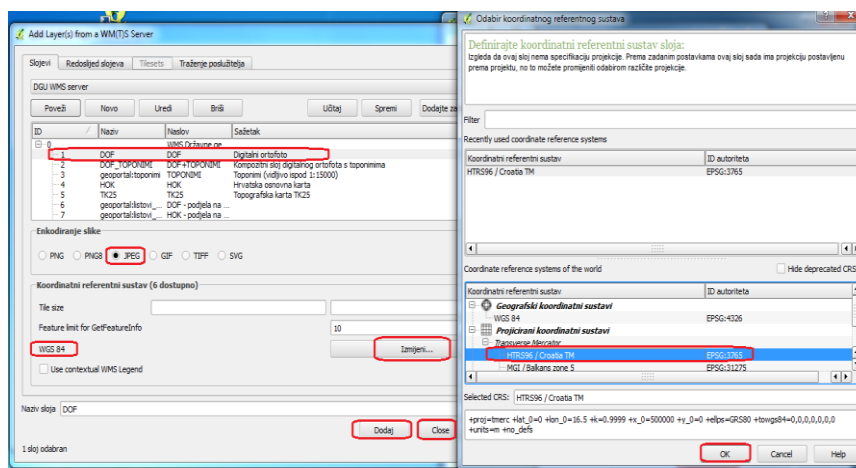 Add Layer(s) from a WM(T)S Server
Slojevi Redoslijed slojeva Tilesets Traženje poslužitelja
DGU WMS server
Poveži Novo Uredi Briši Učitaj Spremi Dodajte za
ID Naziv Naslov Sažetak
0 WMS Državne ge
1 DOF DOF Digitalni ortofoto
2 DOF_TOPONIMI DOF+TOPONIMI Kompozitni sloj digitalnog ortofota s toponimima
3 geoportal:toponimi TOPONIMI Toponimi (vidljivo ispod 1:15000)
4 HOK HOK Hrvatska osnovna karta
5 TK25 TK25 Topografska karta TK25
6 geoportal:listovi_... DOF - podjela na ...
7 geoportal:listovi_... HOK - podjela na ...
Enkodiranje slike
PNG PNG8 JPEG GIF TIFF SVG
Koordinatni referentni sustav (6 dostupno)
Tile size
Feature limit for GetFeatureInfo 10
WGS 84 Izmijeni...
Use contextual WMS Legend
Naziv sloja DOF
Dodaj Close
1 sloj odabran
Odabir koordinatnog referentnog sustava
Definirajte koordinatni referentni sustav sloja:
Izgleda da ovaj sloj nema specifikaciju projekcije. Prema zadanim postavkama ovaj sloj sada ima projekciju postavljenu
prema projektu, no to možete promijeniti odabirom različite projekcije.
Filter
Recently used coordinate reference systems
Koordinatni referentni sustav ID autoriteta
HTRS96 / Croatia TM EPSG:3765
Coordinate reference systems of the world Hide deprecated CRS
Koordinatni referentni sustav ID autoriteta
Geografski koordinatni sustavi
WGS 84 EPSG:4326
Projicirani koordinatni sustavi
Transverse Mercator
HTRS96 / Croatia TM EPSG:3765
MGI / Balkans zone 5 EPSG:31275
Selected CRS: HTRS96 / Croatia TM
+proj=tmerc +lat_0=0 +lon_0=16.5 +k=0.9999 +x_0=500000 +y_0=0 +ellps=GRS80 +towgs84=0,0,0,0,0,0,0
+units=m +no_defs
OK Cancel Help